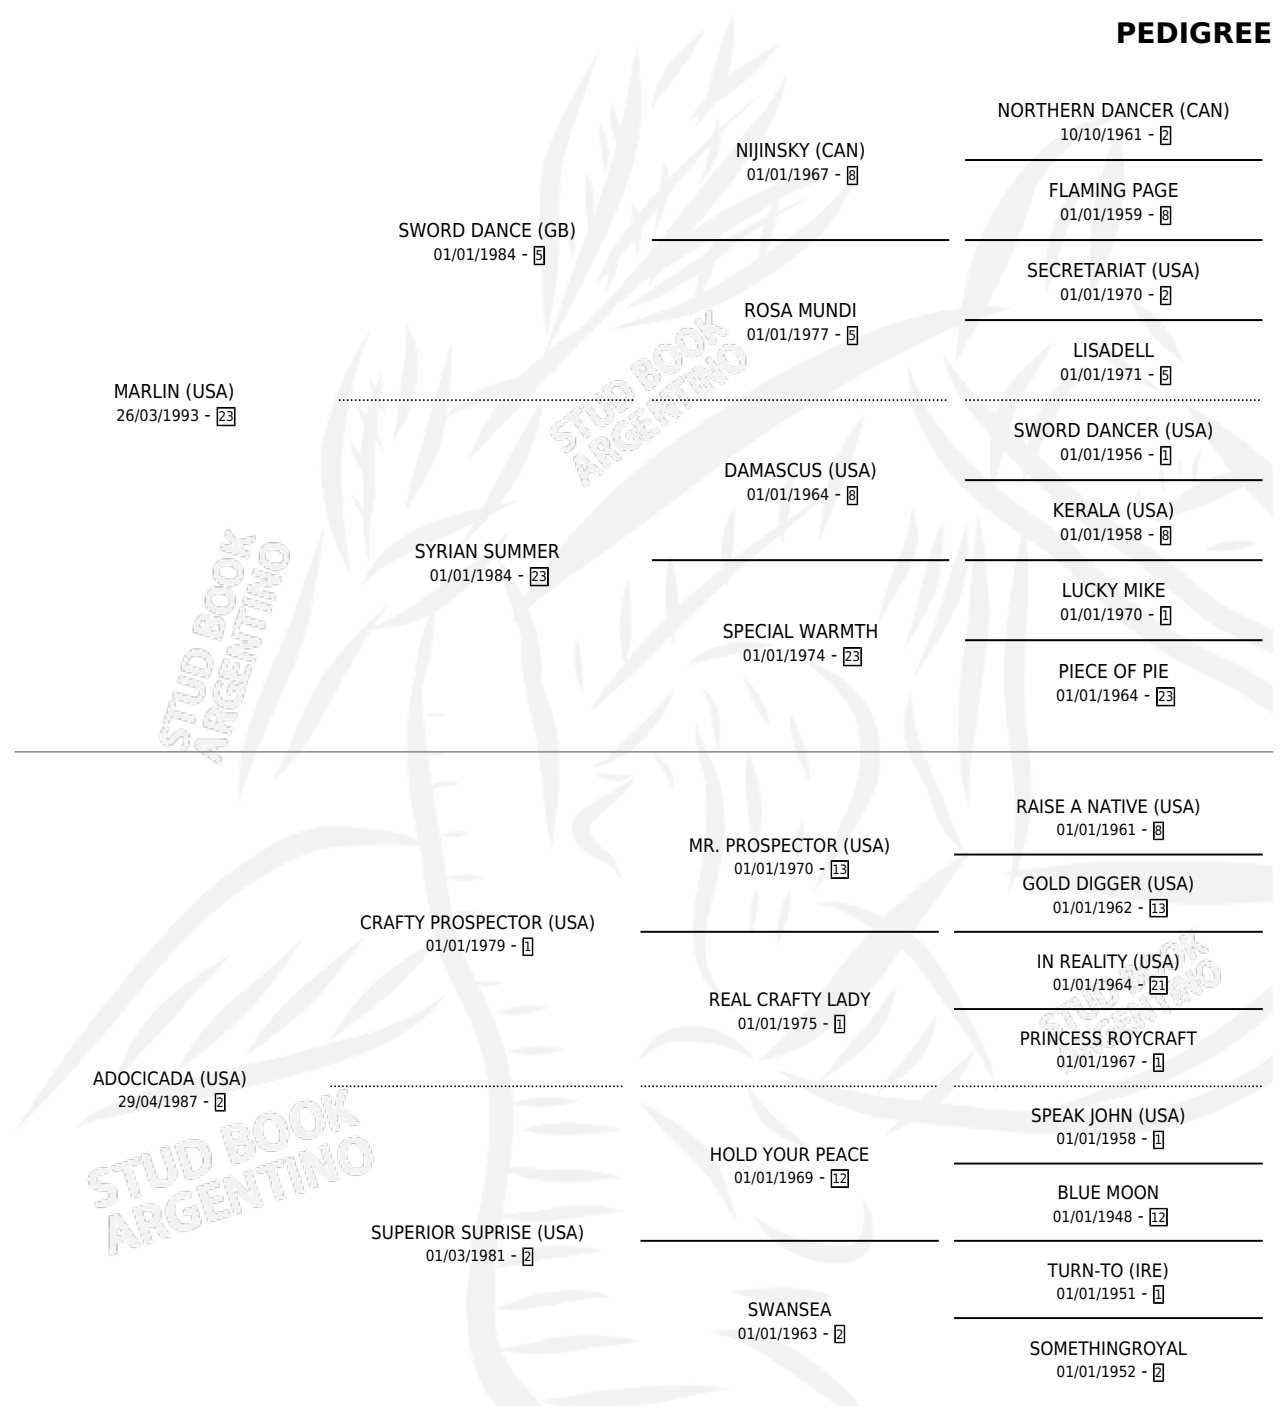 PEDIGREE
NORTHERN DANCER (CAN)
10/10/1961 - 2
NIJINSKY (CAN)
01/01/1967 - 8
FLAMING PAGE
01/01/1959 - 8
SWORD DANCE (GB)
01/01/1984 - 5
SECRETARIAT (USA)
01/01/1970 - 2
ROSA MUNDI
01/01/1977 - 5
LISADELL
01/01/1971 - 5
MARLIN (USA)
26/03/1993 - 23
SWORD DANCER (USA)
01/01/1956 - 1
DAMASCUS (USA)
01/01/1964 - 8
KERALA (USA)
01/01/1958 - 8
SYRIAN SUMMER
01/01/1984 - 23
LUCKY MIKE
01/01/1970 - 1
SPECIAL WARMTH
01/01/1974 - 23
PIECE OF PIE
01/01/1964 - 23
STUD BOOK
ARGENTINO
STUD BOOK
ARGENTINO
RAISE A NATIVE (USA)
01/01/1961 - 8
MR. PROSPECTOR (USA)
01/01/1970 - 13
GOLD DIGGER (USA)
01/01/1962 - 13
CRAFTY PROSPECTOR (USA)
01/01/1979 - 1
IN REALITY (USA)
01/01/1964 - 21
REAL CRAFTY LADY
01/01/1975 - 1
PRINCESS ROYCRAFT
01/01/1967 - 1
ADOCICADA (USA)
29/04/1987 - 2
SPEAK JOHN (USA)
01/01/1958 - 1
HOLD YOUR PEACE
01/01/1969 - 12
BLUE MOON
01/01/1948 - 12
SUPERIOR SUPRISE (USA)
01/03/1981 - 2
TURN-TO (IRE)
01/01/1951 - 1
SWANSEA
01/01/1963 - 2
SOMETHINGROYAL
01/01/1952 - 2
STUD BOOK
ARGENTINO
STUD BOOK
ARGENTINO